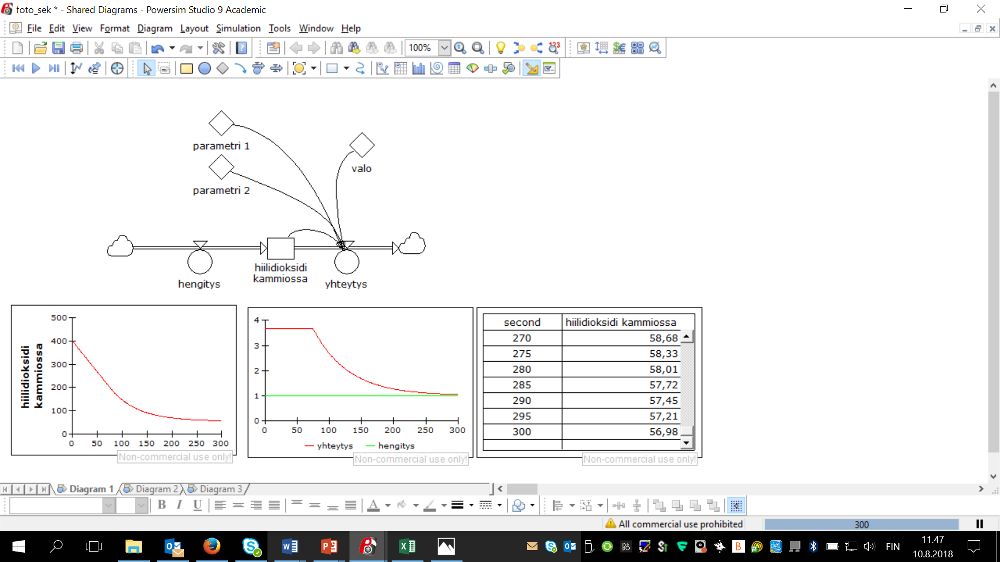 foto_sek * - Shared Diagrams - Powersim Studio 9 Academic
File Edit View Format Diagram Layout Simulation Tools Window Help
100%
parametri 1
valo
parametri 2
hiilidioksidi
kammiossa
hengitys
yhteytys
hiilidioksidi
kammiossa
500
400
300
200
100
0
0 50 100 150 200 250 300
Non-commercial use only!
4
3
2
1
0
0 50 100 150 200 250 300
yhteytys hengitys
Non-commercial use only!
second hiilidioksidi kammiossa
270 58,68
275 58,33
280 58,01
285 57,72
290 57,45
295 57,21
300 56,98
Non-commercial use only!
Diagram 1 Diagram 2 Diagram 3
B I U
All commercial use prohibited 300
FIN
11.47
10.8.2018